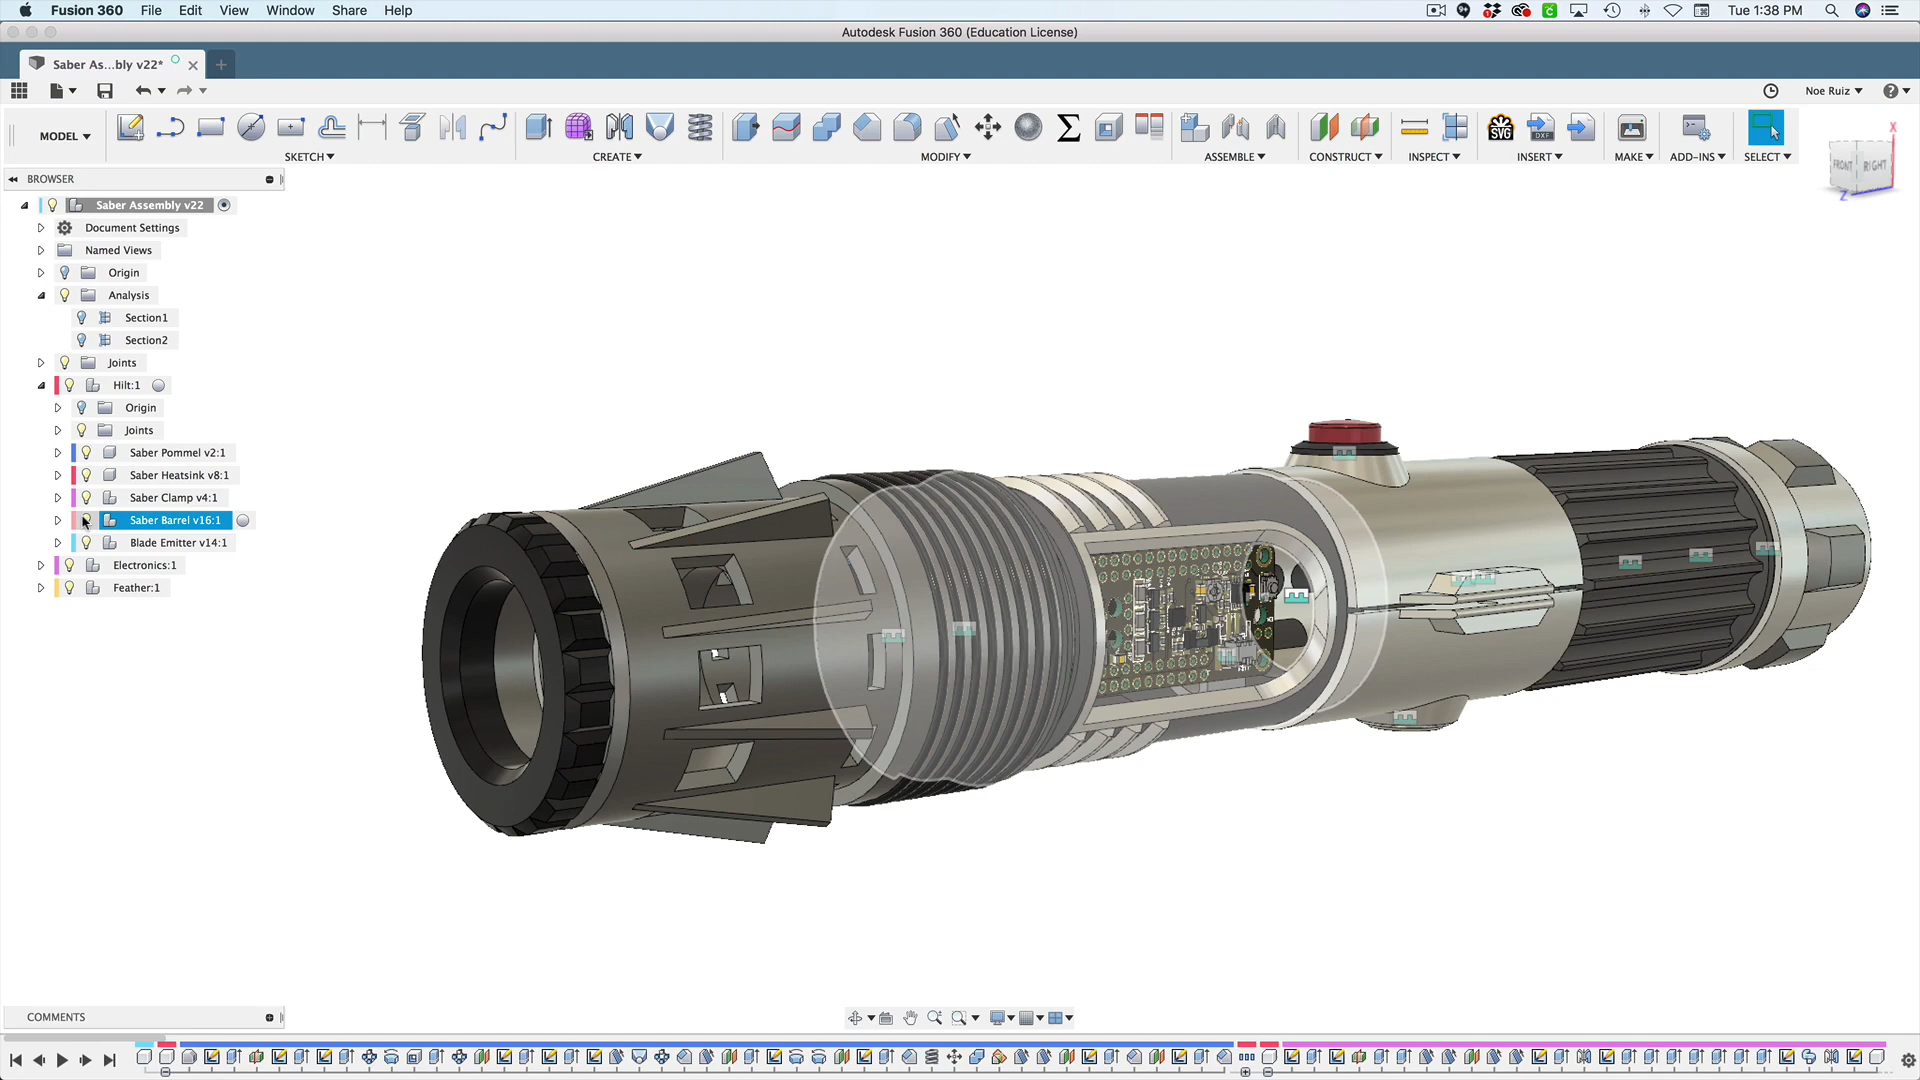 Fusion 360 File Edit View Window Share Help Tue 1:38 PM
Autodesk Fusion 360 (Education License)
Saber As...bly v22*
Noe Ruiz
MODEL SKETCH CREATE MODIFY ASSEMBLE CONSTRUCT INSPECT INSERT MAKE ADD-INS SELECT
SVG DXF
X
FRONT RIGHT
Z
BROWSER
Saber Assembly v22
Document Settings
Named Views
Origin
Analysis
Section1
Section2
Joints
Hilt:1
Origin
Joints
Saber Pommel v2:1
Saber Heatsink v8:1
Saber Clamp v4:1
Saber Barrel v16:1
Blade Emitter v14:1
Electronics:1
Feather:1
COMMENTS